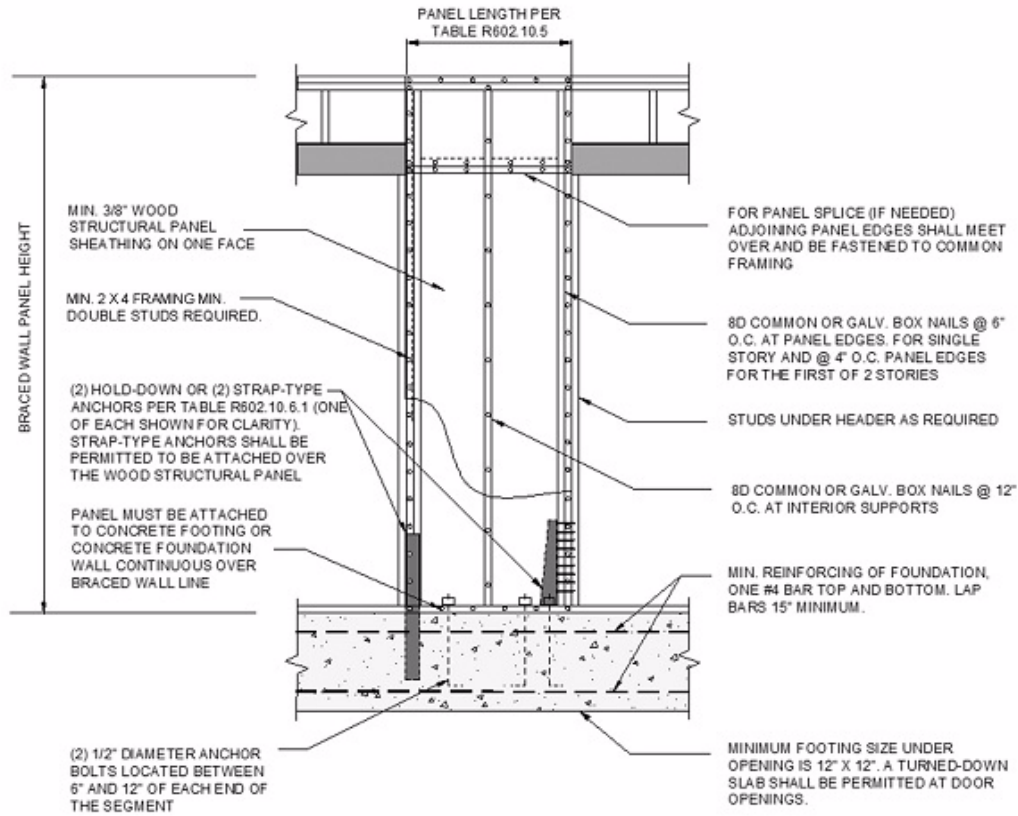 PANEL LENGTH PER
TABLE R602.10.5
BRACED WALL PANEL HEIGHT
MIN. 3/8" WOOD
STRUCTURAL PANEL
SHEATHING ON ONE FACE
MIN. 2 X 4 FRAMING MIN.
DOUBLE STUDS REQUIRED.
(2) HOLD-DOWN OR (2) STRAP-TYPE
ANCHORS PER TABLE R602.10.6.1 (ONE
OF EACH SHOWN FOR CLARITY).
STRAP-TYPE ANCHORS SHALL BE
PERMITTED TO BE ATTACHED OVER
THE WOOD STRUCTURAL PANEL
PANEL MUST BE ATTACHED
TO CONCRETE FOOTING OR
CONCRETE FOUNDATION
WALL CONTINUOUS OVER
BRACED WALL LINE
(2) 1/2" DIAMETER ANCHOR
BOLTS LOCATED BETWEEN
6" AND 12" OF EACH END OF
THE SEGMENT
FOR PANEL SPLICE (IF NEEDED)
ADJOINING PANEL EDGES SHALL MEET
OVER AND BE FASTENED TO COMMON
FRAMING
8D COMMON OR GALV. BOX NAILS @ 6"
O.C. AT PANEL EDGES. FOR SINGLE
STORY AND @ 4" O.C. PANEL EDGES
FOR THE FIRST OF 2 STORIES
STUDS UNDER HEADER AS REQUIRED
8D COMMON OR GALV. BOX NAILS @ 12"
O.C. AT INTERIOR SUPPORTS
MIN. REINFORCING OF FOUNDATION,
ONE #4 BAR TOP AND BOTTOM. LAP
BARS 15" MINIMUM.
MINIMUM FOOTING SIZE UNDER
OPENING IS 12" X 12". A TURNED-DOWN
SLAB SHALL BE PERMITTED AT DOOR
OPENINGS.